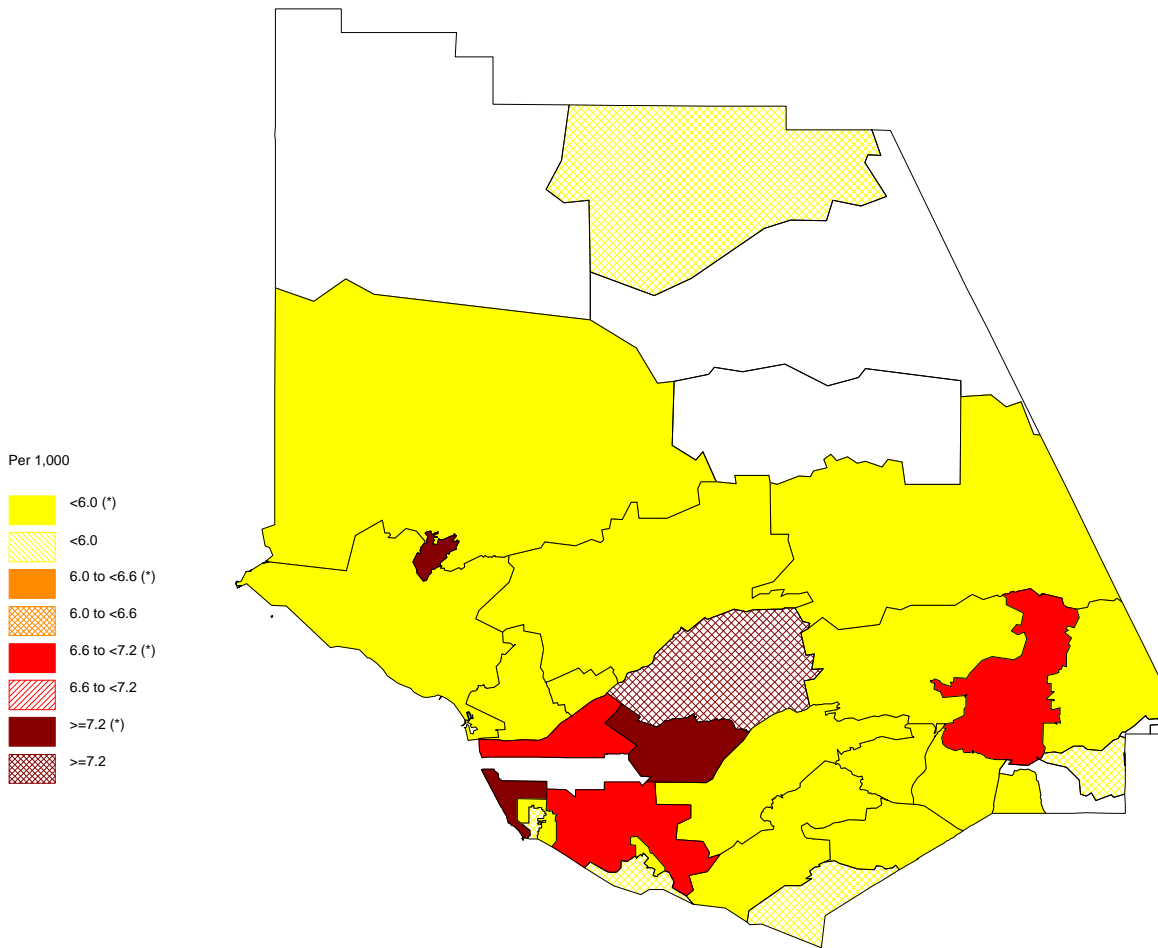 Per 1,000
<6.0 (*)
<6.0
6.0 to <6.6 (*)
6.0 to <6.6
6.6 to <7.2 (*)
6.6 to <7.2
>=7.2 (*)
>=7.2